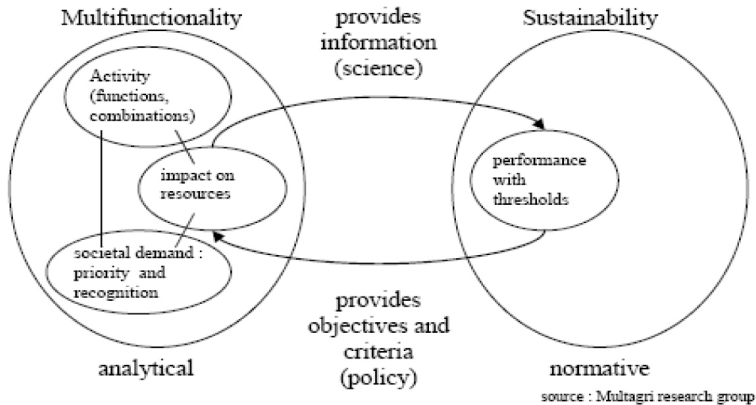 Multifunctionality
provides
information
(science)
Sustainability
Activity
(functions,
combinations)
impact on
resources
performance
with
thresholds
societal demand :
priority and
recognition
provides
objectives and
criteria
(policy)
analytical
normative
source : Multagri research group